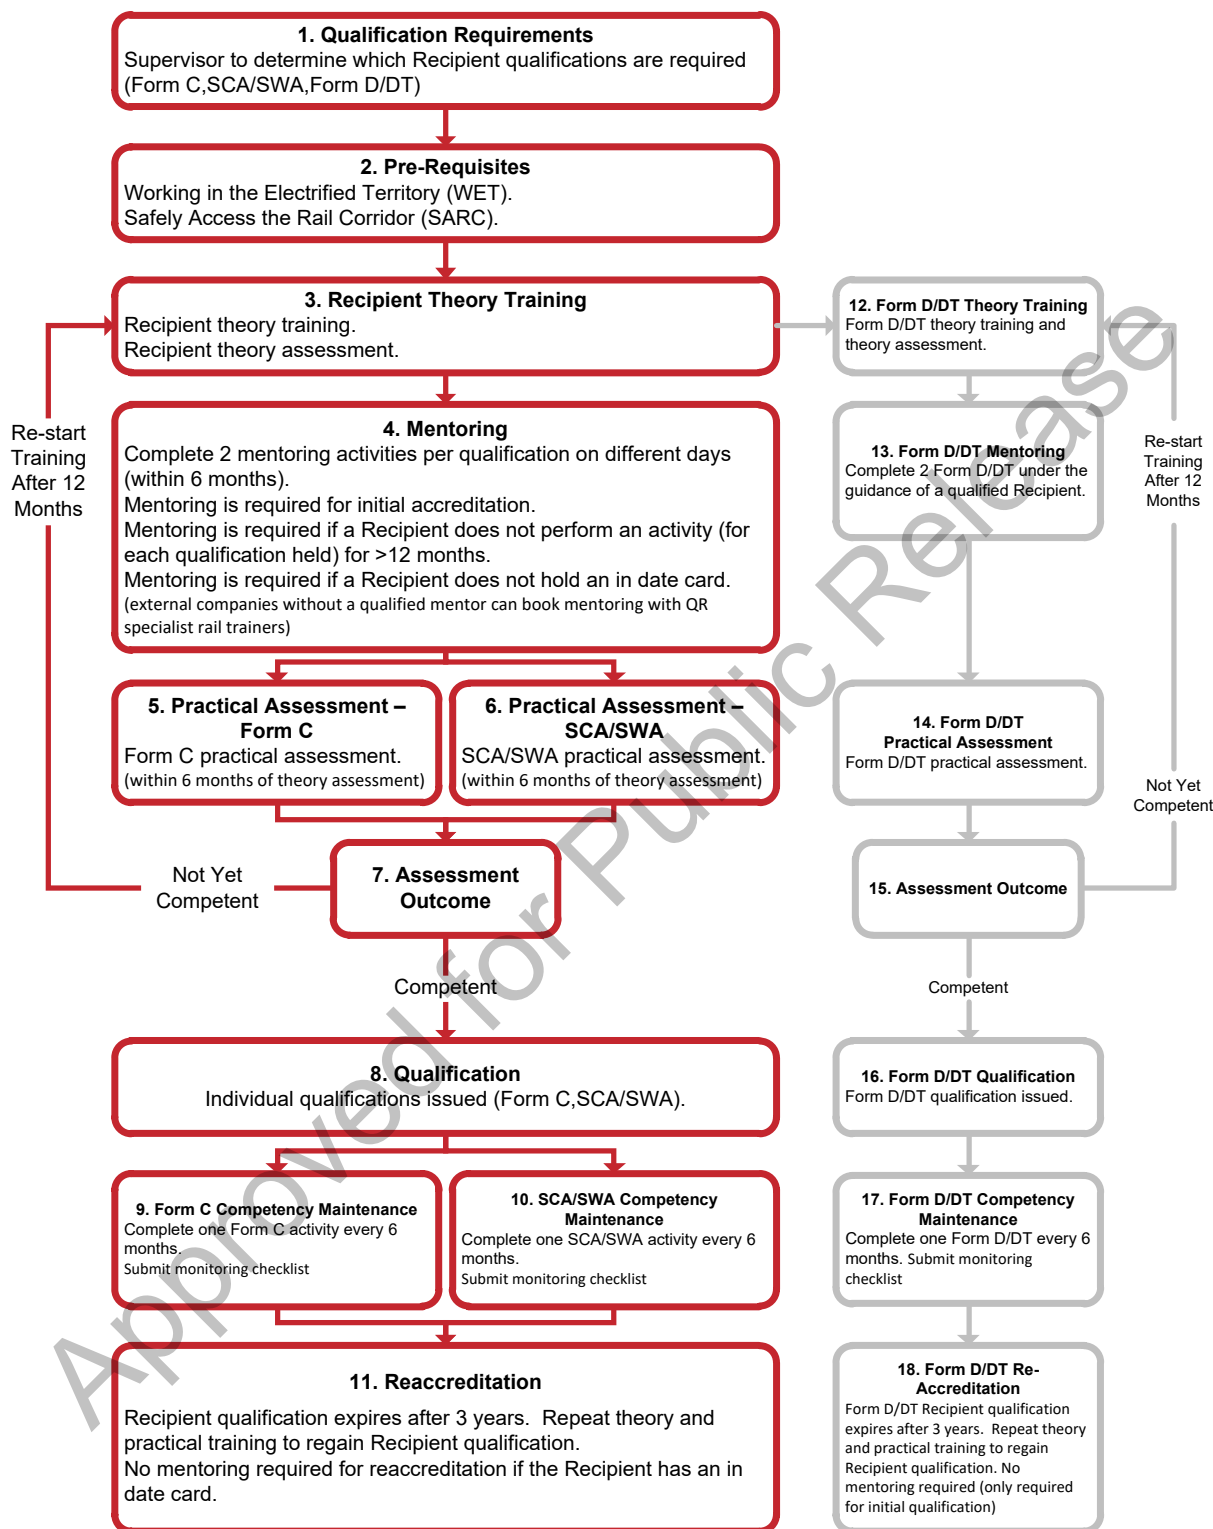 1. Qualification Requirements
Supervisor to determine which Recipient qualifications are required
(Form C,SCA/SWA,Form D/DT)
2. Pre-Requisites
Working in the Electrified Territory (WET).
Safely Access the Rail Corridor (SARC).
3. Recipient Theory Training
Recipient theory training.
Recipient theory assessment.
12. Form D/DT Theory Training
Form D/DT theory training and
theory assessment.
Re-start
Training
After 12
Months
4. Mentoring
Complete 2 mentoring activities per qualification on different days
(within 6 months).
Mentoring is required for initial accreditation.
Mentoring is required if a Recipient does not perform an activity (for
each qualification held) for >12 months.
Mentoring is required if a Recipient does not hold an in date card.
(external companies without a qualified mentor can book mentoring with QR
specialist rail trainers)
13. Form D/DT Mentoring
Complete 2 Form D/DT under the
guidance of a qualified Recipient.
Re-start
Training
After 12
Months
5. Practical Assessment –
Form C
Form C practical assessment.
(within 6 months of theory assessment)
6. Practical Assessment –
SCA/SWA
SCA/SWA practical assessment.
(within 6 months of theory assessment)
14. Form D/DT
Practical Assessment
Form D/DT practical assessment.
Not Yet
Competent
Not Yet
Competent
7. Assessment
Outcome
15. Assessment Outcome
Competent
Competent
8. Qualification
Individual qualifications issued (Form C,SCA/SWA).
16. Form D/DT Qualification
Form D/DT qualification issued.
9. Form C Competency Maintenance
Complete one Form C activity every 6
months.
Submit monitoring checklist
10. SCA/SWA Competency
Maintenance
Complete one SCA/SWA activity every 6
months.
Submit monitoring checklist
17. Form D/DT Competency
Maintenance
Complete one Form D/DT every 6
months. Submit monitoring
checklist
11. Reaccreditation
Recipient qualification expires after 3 years.  Repeat theory and
practical training to regain Recipient qualification.
No mentoring required for reaccreditation if the Recipient has an in
date card.
18. Form D/DT Re-
Accreditation
Form D/DT Recipient qualification
expires after 3 years.  Repeat theory
and practical training to regain
Recipient qualification. No
mentoring required (only required
for initial qualification)
Approved for Public Release